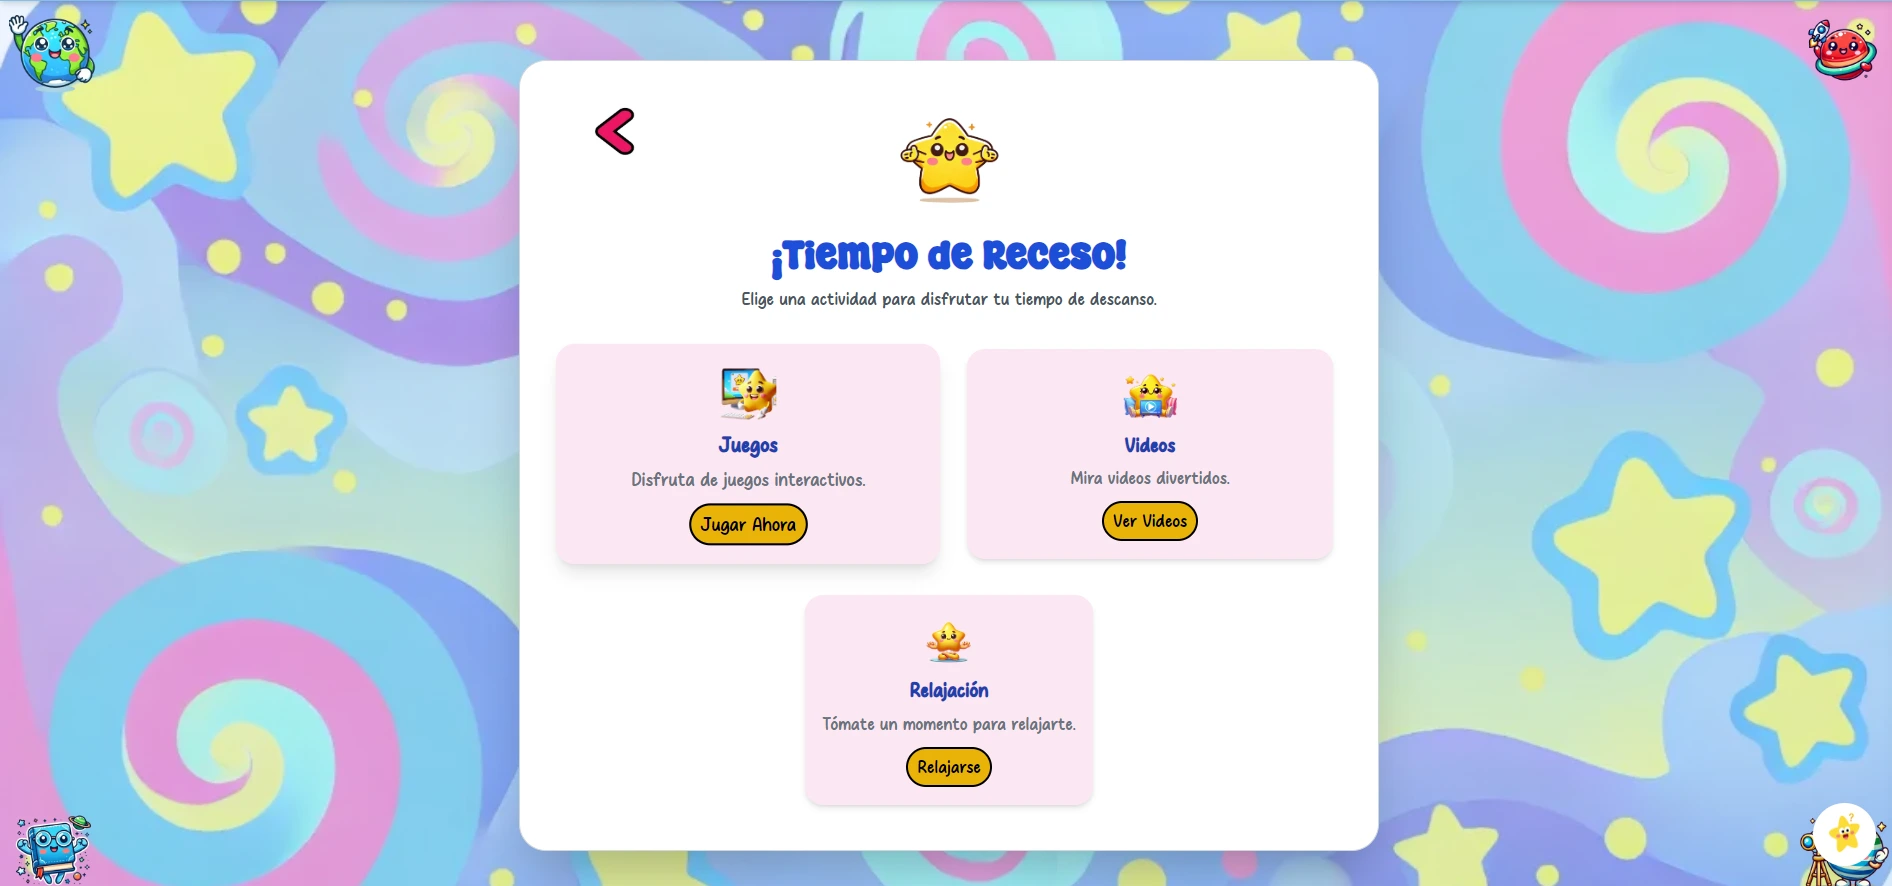 ¡Tiempo de Receso!
Elige una actividad para disfrutar tu tiempo de descanso.
Juegos
Disfruta de juegos interactivos.
Jugar Ahora
Videos
Mira videos divertidos.
Ver Videos
Relajación
Tómate un momento para relajarte.
Relajarse